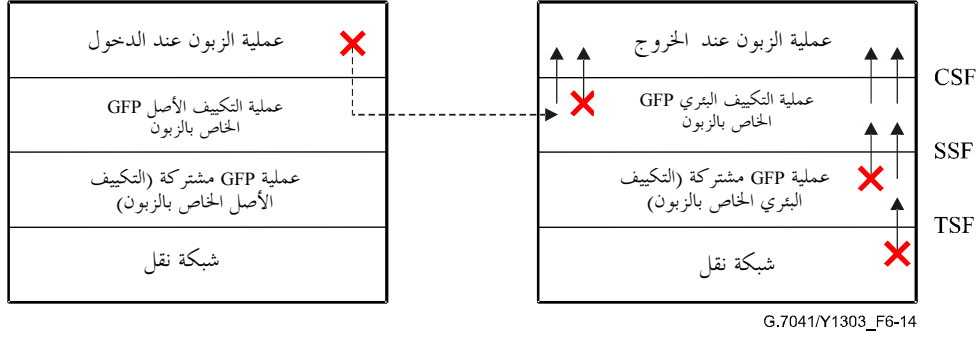 عملية الزبون عند الدخول
عملية التكييف الأصل GFP
الخاص بالزبون
عملية GFP مشتركة (التكييف
الأصل الخاص بالزبون)
شبكة نقل
عملية الزبون عند الخروج
عملية التكييف البئري GFP
الخاص بالزبون
عملية GFP مشتركة (التكييف
البئري الخاص بالزبون)
شبكة نقل
CSF
SSF
TSF
G.7041/Y1303_F6-14